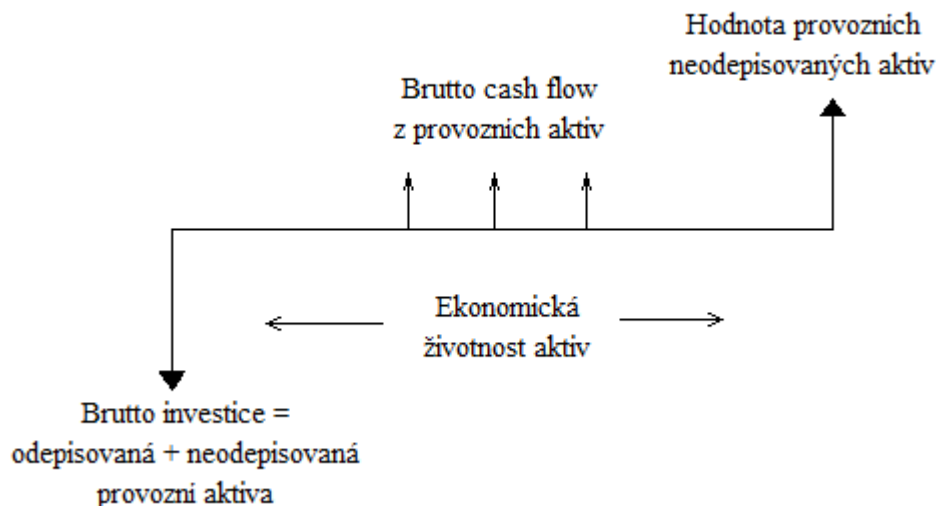 Hodnota provozních
neodepisovaných aktiv
Brutto cash flow
z provozních aktiv
Ekonomická
životnost aktiv
Brutto investice =
odepisovaná + neodepisovaná
provozní aktiva